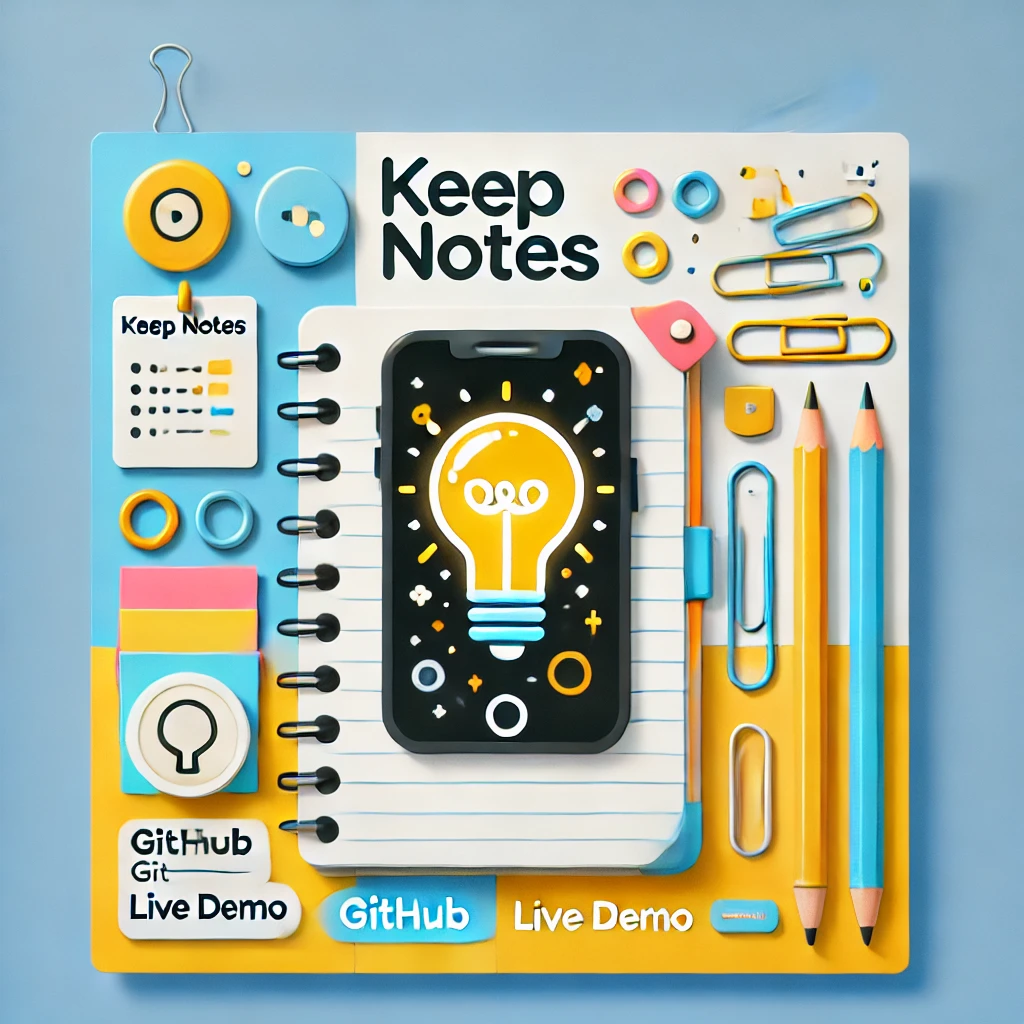 Keep
Notes
Keep Notes
GitHub
Git
Live Demo
GitHub
Live Demo